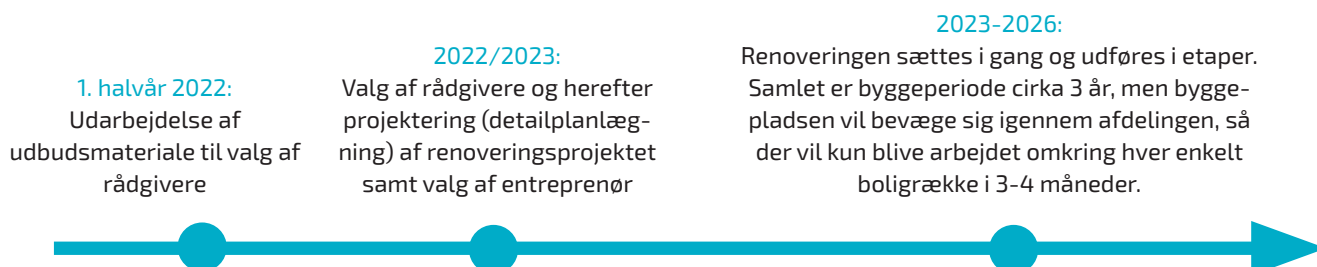 1. halvår 2022:
Udarbejdelse af
udbudsmateriale til valg af
rådgivere
2022/2023:
Valg af rådgivere og herefter
projektering (detailplanlæg-
ning) af renoveringsprojektet
samt valg af entreprenør
2023-2026:
Renoveringen sættes i gang og udføres i etaper.
Samlet er byggeperiode cirka 3 år, men bygge-
pladsen vil bevæge sig igennem afdelingen, så
der vil kun blive arbejdet omkring hver enkelt
boligrække i 3-4 måneder.